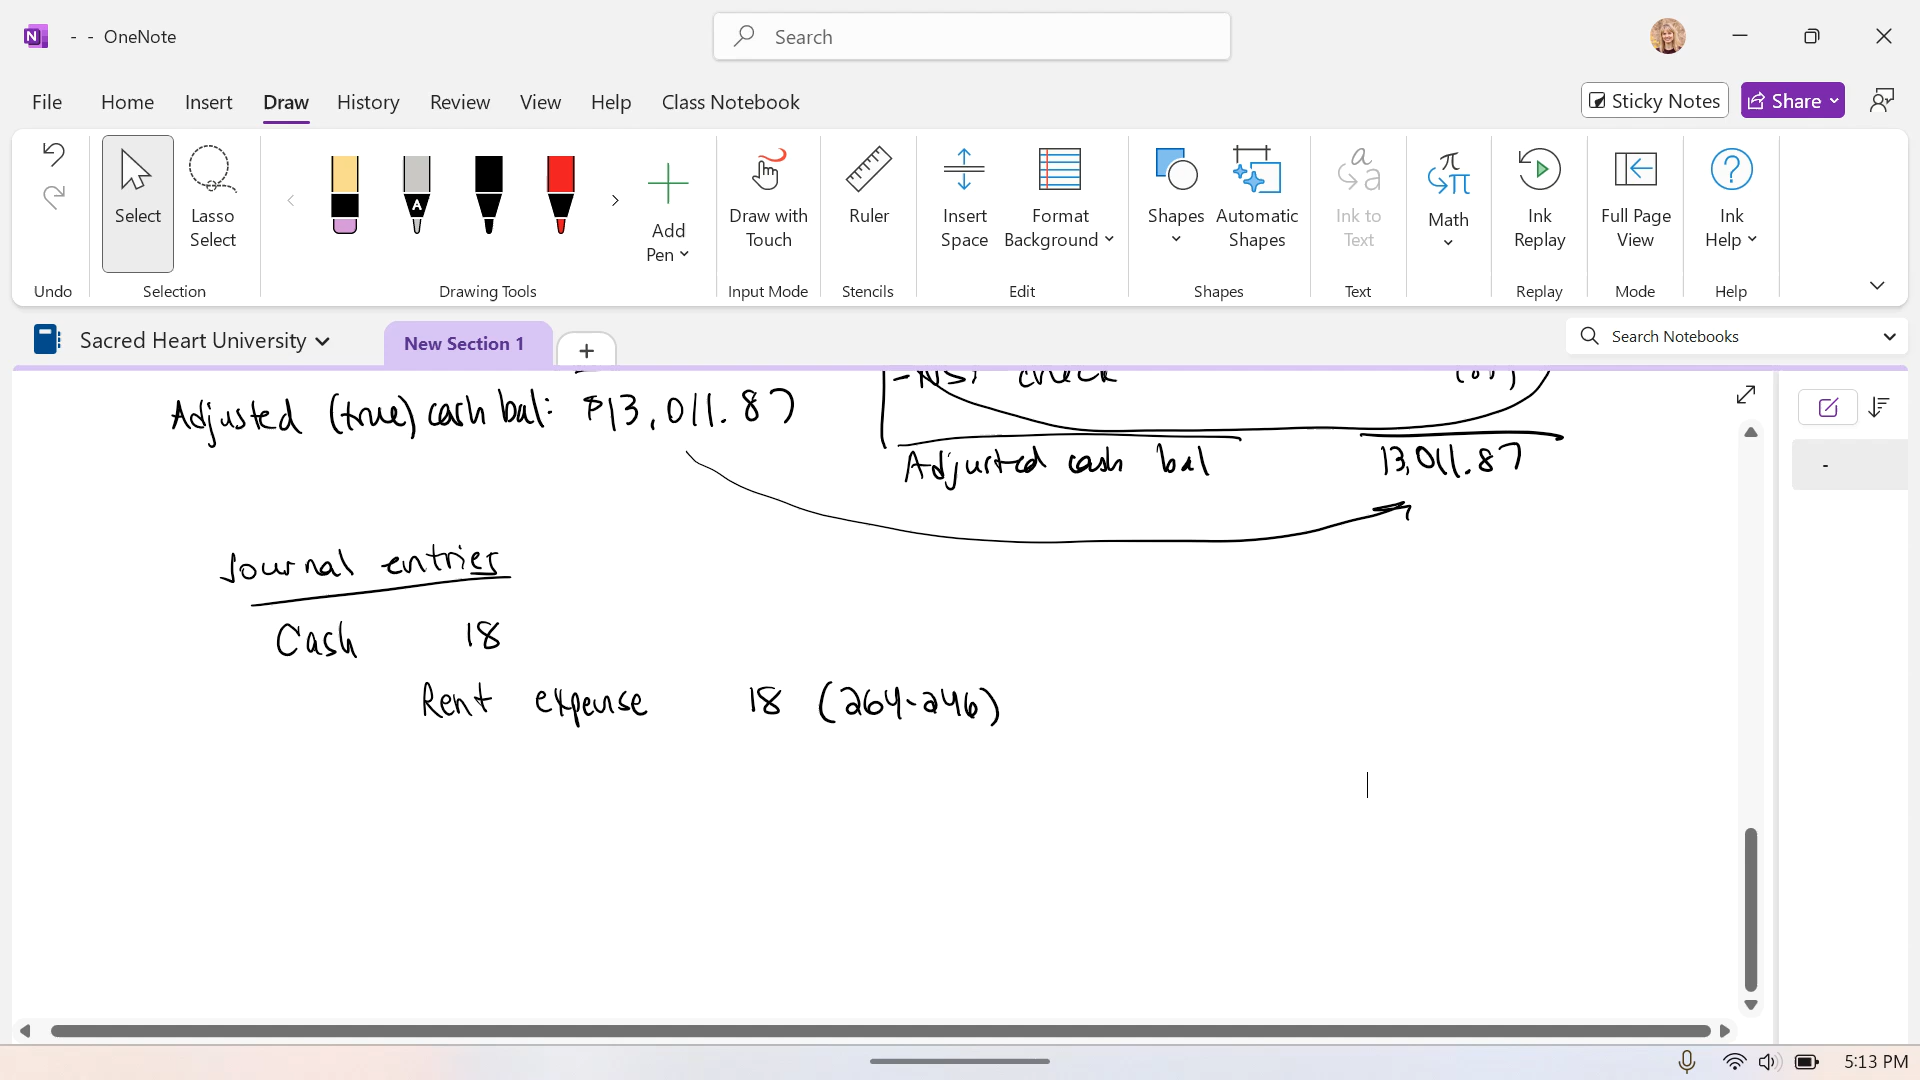 - - OneNote
Search
File Home Insert Draw History Review View Help Class Notebook
Sticky Notes Share
Select
Lasso Select
A
Add Pen
Draw with Touch
Ruler
Insert Space
Format Background
Shapes
Automatic Shapes
Ink to Text
Math
Ink Replay
Full Page View
Ink Help
Undo Selection Drawing Tools Input Mode Stencils Edit Shapes Text Replay Mode Help
Sacred Heart University New Section 1 + Search Notebooks
- NSF check
Adjusted (true) cash bal: $13,011.87
Adjusted cash bal 13,011.87
-
Journal entries
Cash 18
Rent expense 18 (264-246)
5:13 PM